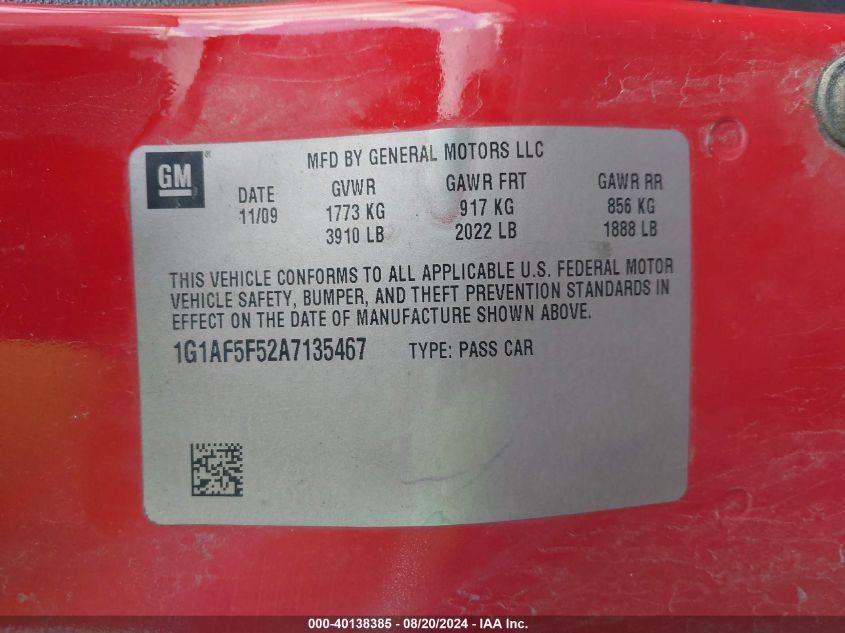 GM
MFD BY GENERAL MOTORS LLC
DATE GVWR GAWR FRT GAWR RR
11/09 1773 KG 917 KG 856 KG
3910 LB 2022 LB 1888 LB
THIS VEHICLE CONFORMS TO ALL APPLICABLE U.S. FEDERAL MOTOR
VEHICLE SAFETY, BUMPER, AND THEFT PREVENTION STANDARDS IN
EFFECT ON THE DATE OF MANUFACTURE SHOWN ABOVE.
1G1AF5F52A7135467 TYPE: PASS CAR
000-40138385 - 08/20/2024 - IAAI.COM